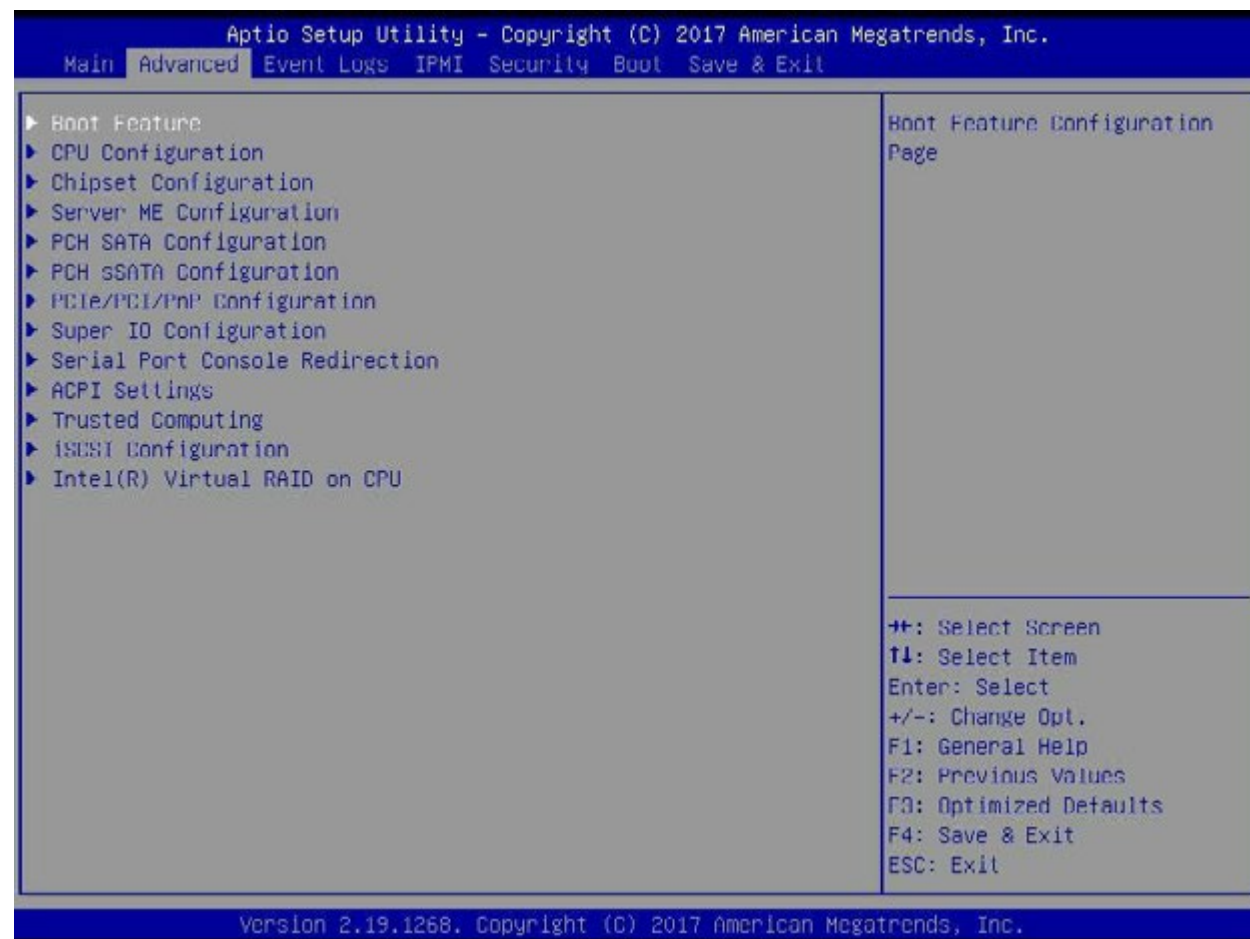 Aptio Setup Utility - Copyright (C) 2017 American Megatrends, Inc.
Main Advanced Event Logs IPMI Security Boot Save & Exit
Boot Feature
CPU Configuration
Chipset Configuration
Server ME Configuration
PCH SATA Configuration
PCH sSATA Configuration
PCIe/PCI/PnP Configuration
Super IO Configuration
Serial Port Console Redirection
ACPI Settings
Trusted Computing
iSCSI Configuration
Intel(R) Virtual RAID on CPU
Boot Feature Configuration
Page
→←: Select Screen
↑↓: Select Item
Enter: Select
+/-: Change Opt.
F1: General Help
F2: Previous Values
F3: Optimized Defaults
F4: Save & Exit
ESC: Exit
Version 2.19.1268. Copyright (C) 2017 American Megatrends, Inc.